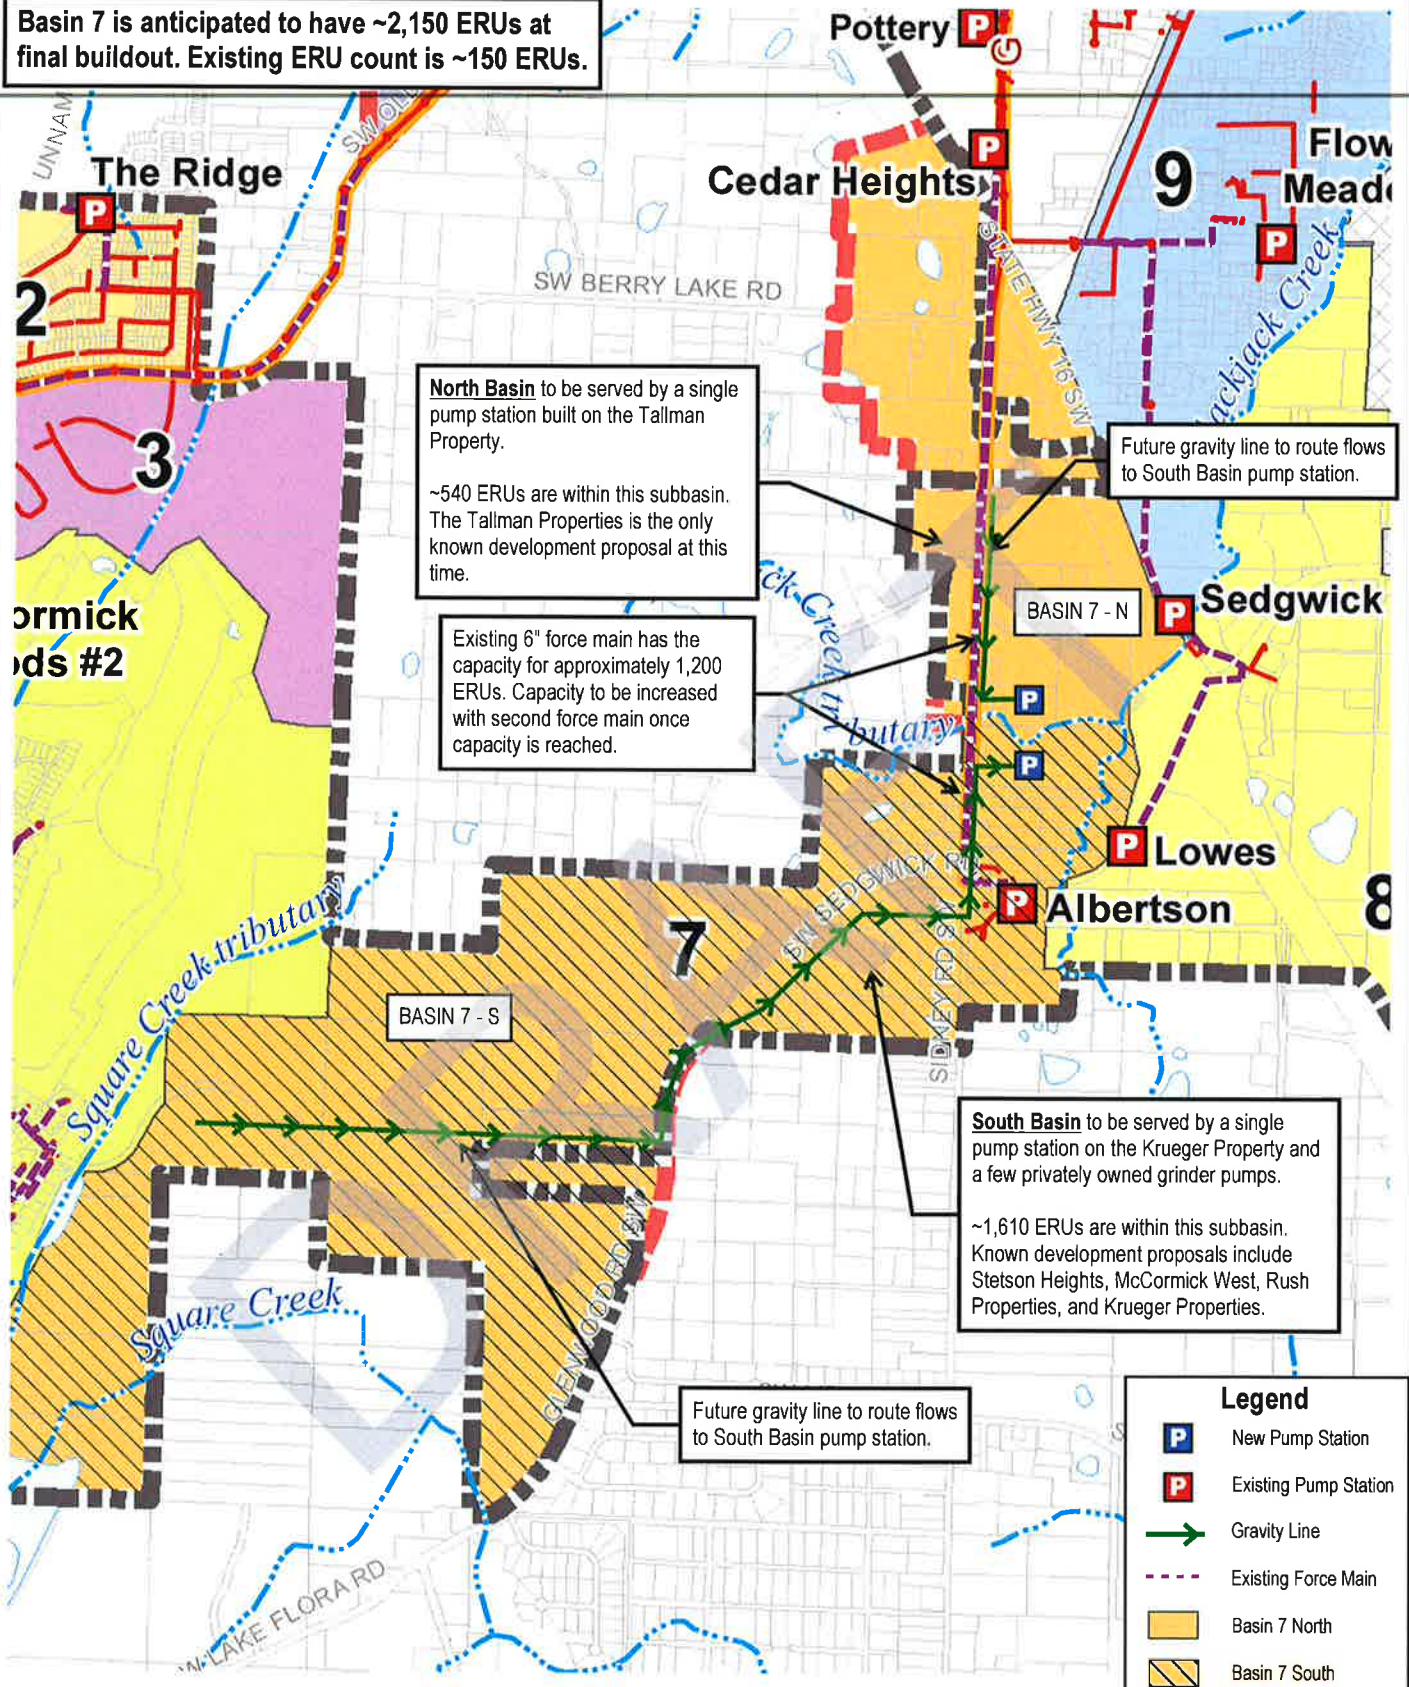 Basin 7 is anticipated to have ~2,150 ERUs at
final buildout. Existing ERU count is ~150 ERUs.
Pottery P
G
UNNAM
SW OL
The Ridge
P
P
Cedar Heights
9
Flow
Meado
P
STATE HWY 16 SW
SW BERRY LAKE RD
2
ackjack Creek
3
North Basin to be served by a single
pump station built on the Tallman
Property.
~540 ERUs are within this subbasin.
The Tallman Properties is the only
known development proposal at this
time.
Future gravity line to route flows
to South Basin pump station.
ck Creek tributary
BASIN 7 - N
P Sedgwick
ormick
ds #2
Existing 6" force main has the
capacity for approximately 1,200
ERUs. Capacity to be increased
with second force main once
capacity is reached.
P
P
P Lowes
SW SEDGWICK RD
P Albertson
8
7
Square Creek tributary
BASIN 7 - S
SIDNEY RD SW
South Basin to be served by a single
pump station on the Krueger Property and
a few privately owned grinder pumps.
~1,610 ERUs are within this subbasin.
Known development proposals include
Stetson Heights, McCormick West, Rush
Properties, and Krueger Properties.
GLENWOOD RD SW
Square Creek
Future gravity line to route flows
to South Basin pump station.
W LAKE FLORA RD
DRAFT
Legend
P New Pump Station
P Existing Pump Station
Gravity Line
Existing Force Main
Basin 7 North
Basin 7 South